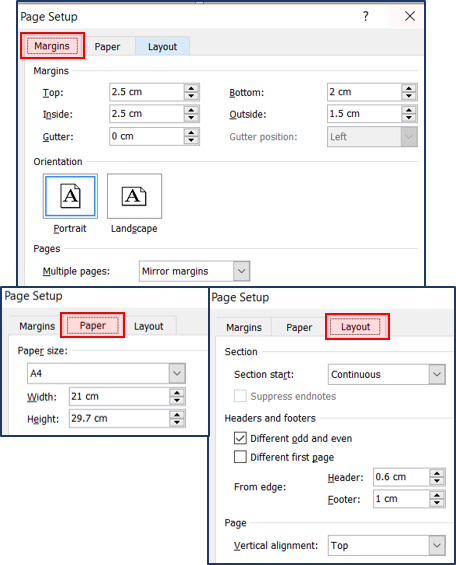 Page Setup ? ×
Margins Paper Layout
Margins
Top: 2.5 cm Bottom: 2 cm
Inside: 2.5 cm Outside: 1.5 cm
Gutter: 0 cm Gutter position: Left
Orientation
A A
Portrait Landscape
Pages
Multiple pages: Mirror margins
Page Setup
Margins Paper Layout
Paper size:
A4
Width: 21 cm
Height: 29.7 cm
Page Setup
Margins Paper Layout
Section
Section start: Continuous
Suppress endnotes
Headers and footers
Different odd and even
Different first page
From edge: Header: 0.6 cm
Footer: 1 cm
Page
Vertical alignment: Top